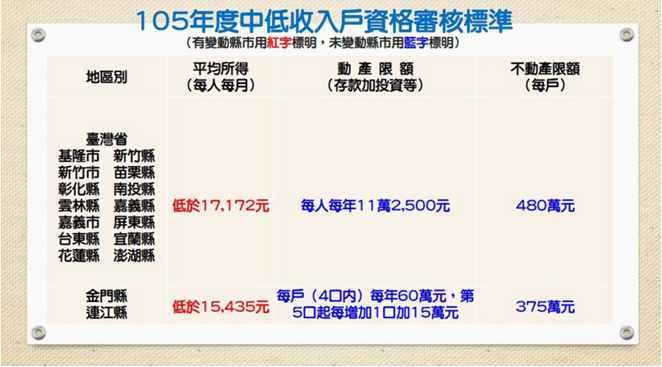 105年度中低收入戶資格審核標準
(有變動縣市用紅字標明，未變動縣市用藍字標明)
地區別
平均所得
(每人每月)
動 產 限 額
(存款加投資等)
不動產限額
(每戶)
臺灣省
基隆市 新竹縣
新竹市 苗栗縣
彰化縣 南投縣
雲林縣 嘉義縣
嘉義市 屏東縣
台東縣 宜蘭縣
花蓮縣 澎湖縣
低於17,172元
每人每年11萬2,500元
480萬元
金門縣
連江縣
低於15,435元
每戶（4口內）每年60萬元，第
5口起每增加1口加15萬元
375萬元